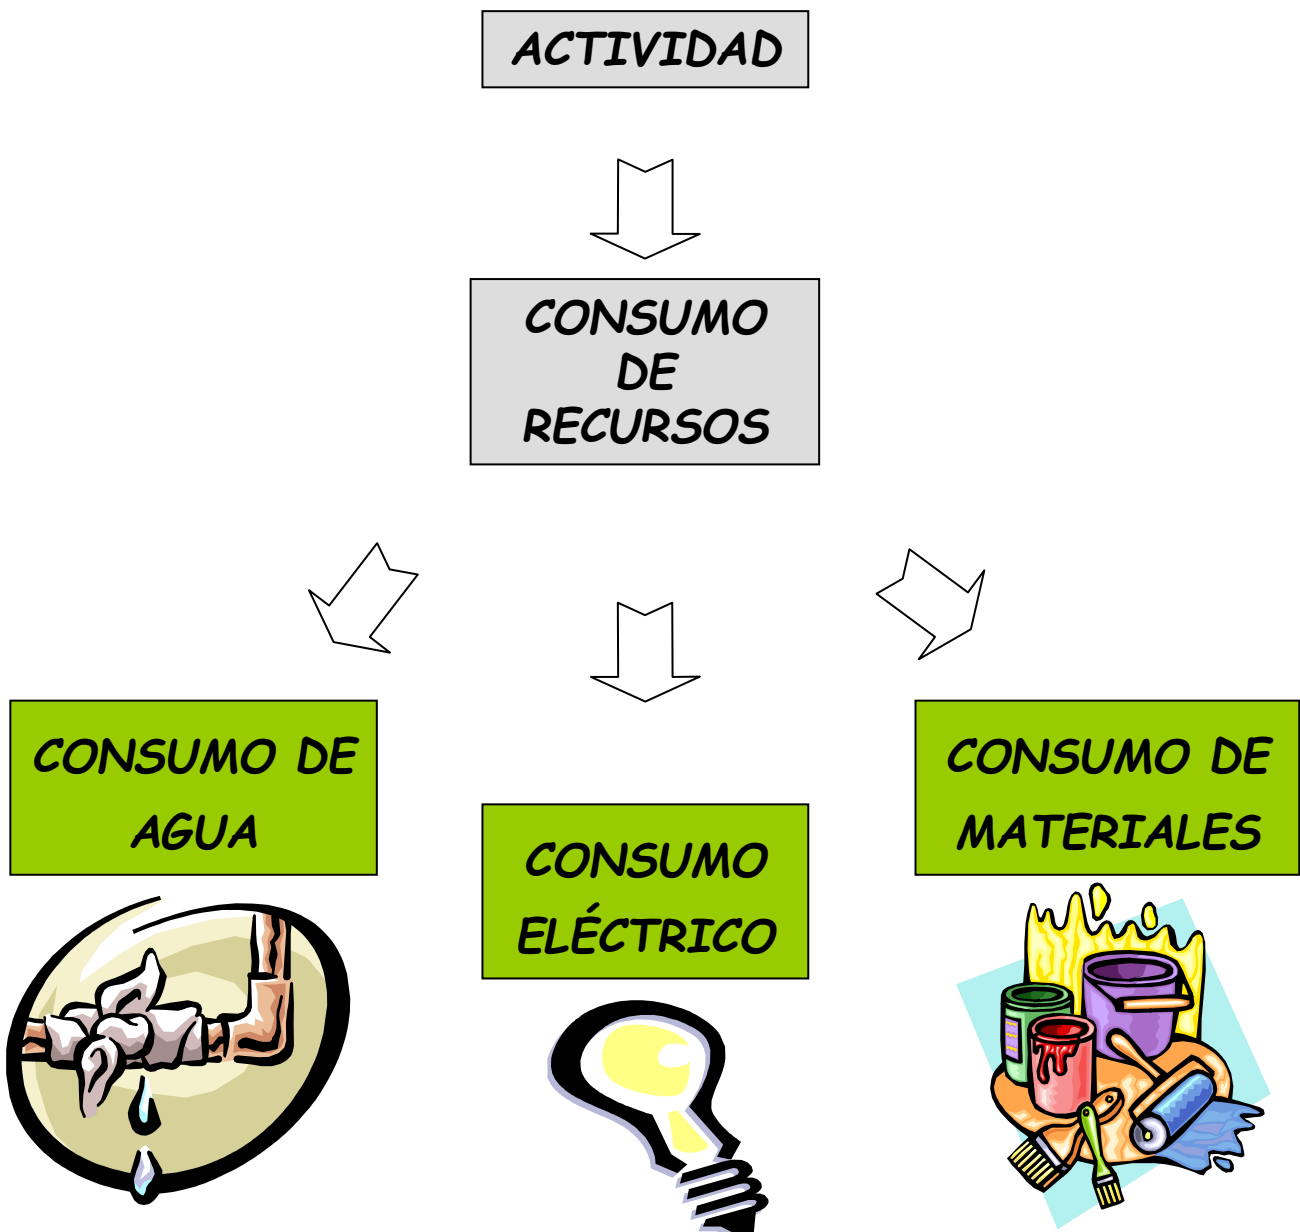 ACTIVIDAD
CONSUMO
DE
RECURSOS
CONSUMO DE
AGUA
CONSUMO
ELÉCTRICO
CONSUMO DE
MATERIALES